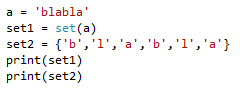 a = 'blabla'
set1 = set(a)
set2 = {'b','l','a','b','l','a'}
print(set1)
print(set2)